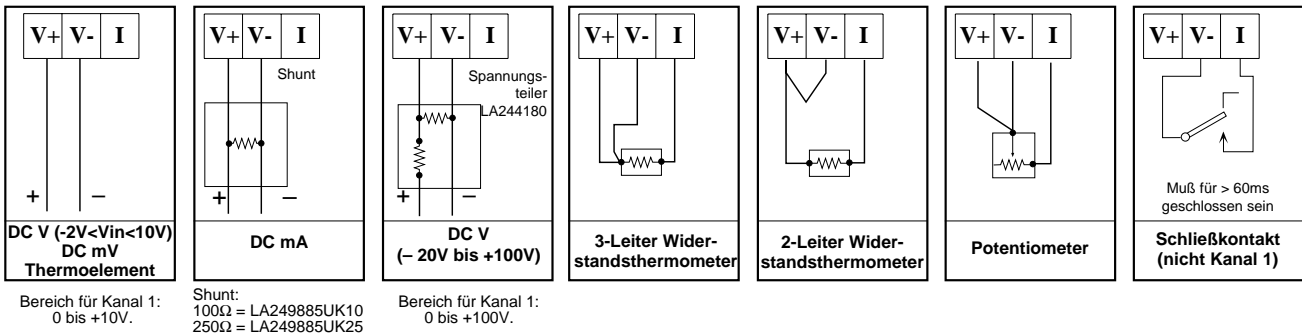 V+ V- I
+ –
DC V (-2V<Vin<10V)
DC mV
Thermoelement
Bereich für Kanal 1:
0 bis +10V.
V+ V- I
Shunt
+ –
DC mA
Shunt:
100Ω = LA249885UK10
250Ω = LA249885UK25
V+ V- I
Spannungs-
teiler
LA244180
+ –
DC V
(– 20V bis +100V)
Bereich für Kanal 1:
0 bis +100V.
V+ V- I
3-Leiter Wider-
standsthermometer
V+ V- I
2-Leiter Wider-
standsthermometer
V+ V- I
Potentiometer
V+ V- I
Muß für > 60ms
geschlossen sein
Schließkontakt
(nicht Kanal 1)